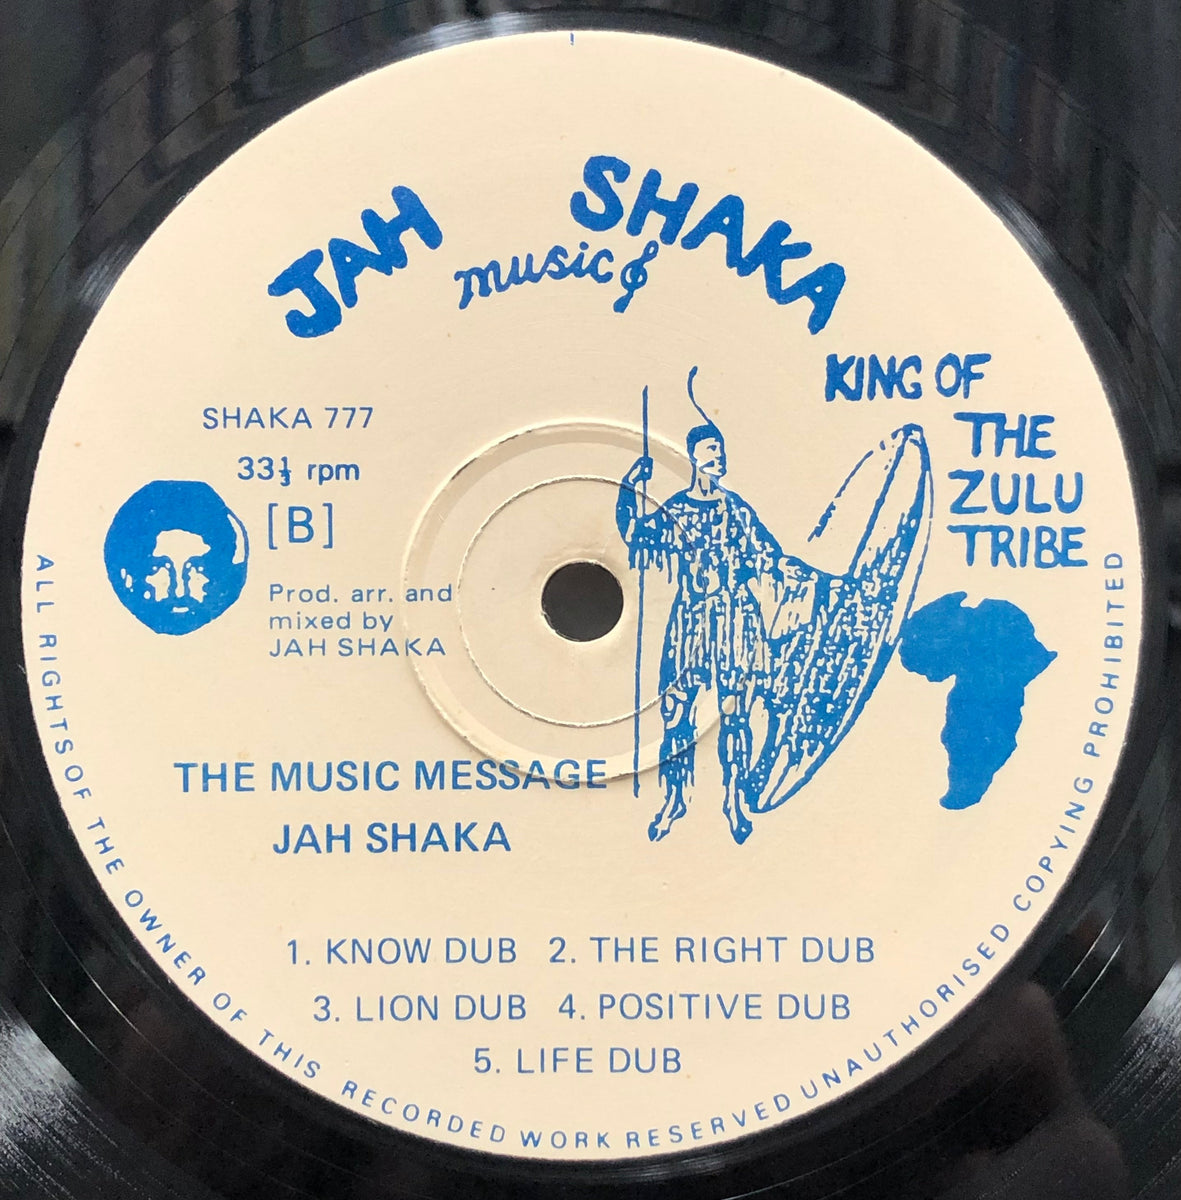 JAH SHAKA
music
KING OF
THE
ZULU
TRIBE
SHAKA 777
33⅓ rpm
[B]
Prod. arr. and
mixed by
JAH SHAKA
THE MUSIC MESSAGE
JAH SHAKA
1. KNOW DUB 2. THE RIGHT DUB
3. LION DUB 4. POSITIVE DUB
5. LIFE DUB
ALL RIGHTS OF THE OWNER OF THIS RECORDED WORK RESERVED UNAUTHORISED COPYING PROHIBITED